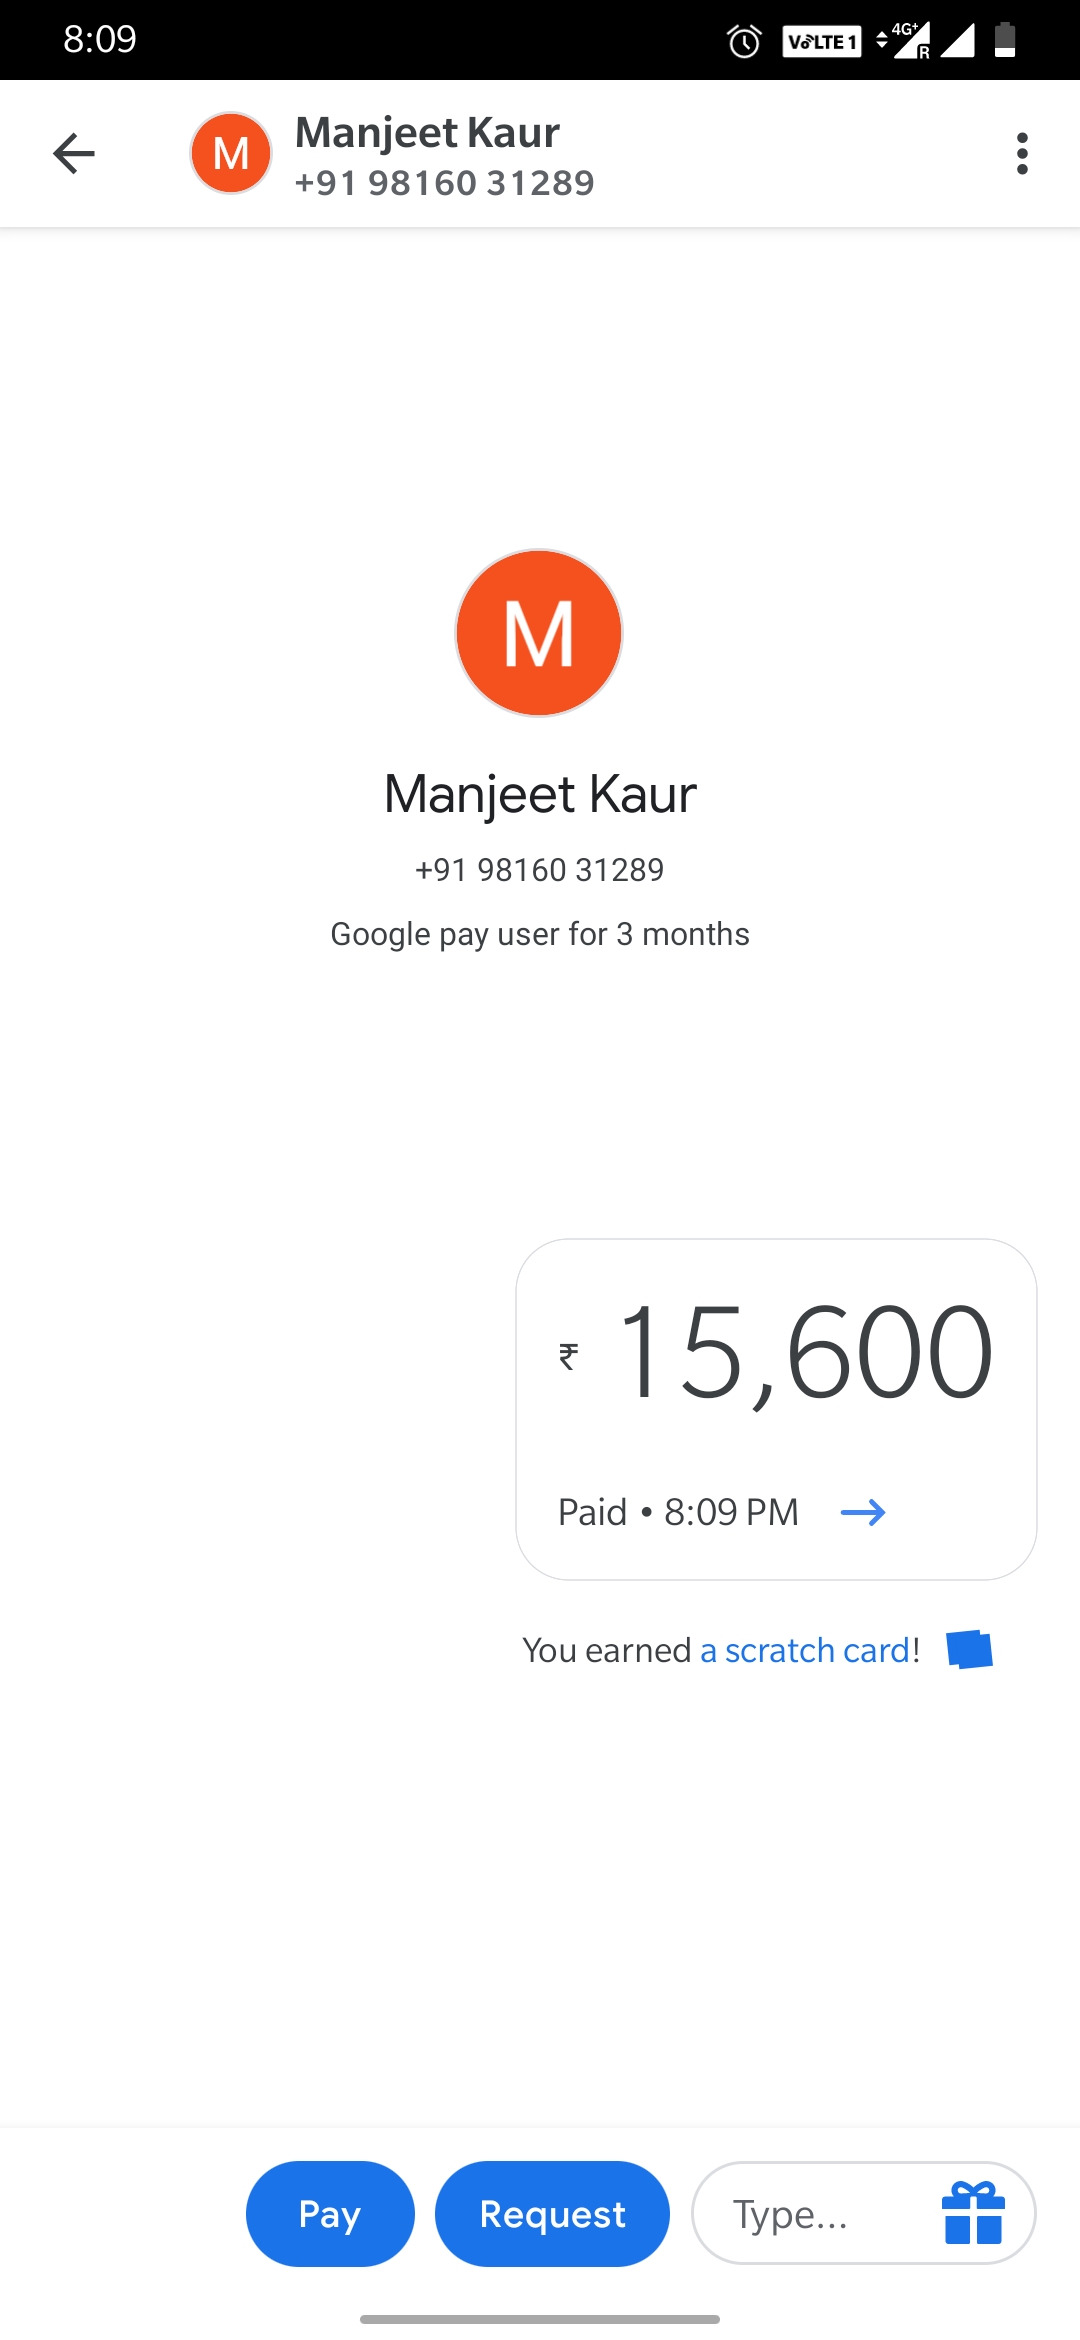 8:09
VoLTE 1
4G+
R
M
Manjeet Kaur
+91 98160 31289
M
Manjeet Kaur
+91 98160 31289
Google pay user for 3 months
₹ 15,600
Paid • 8:09 PM →
You earned a scratch card!
Pay
Request
Type...